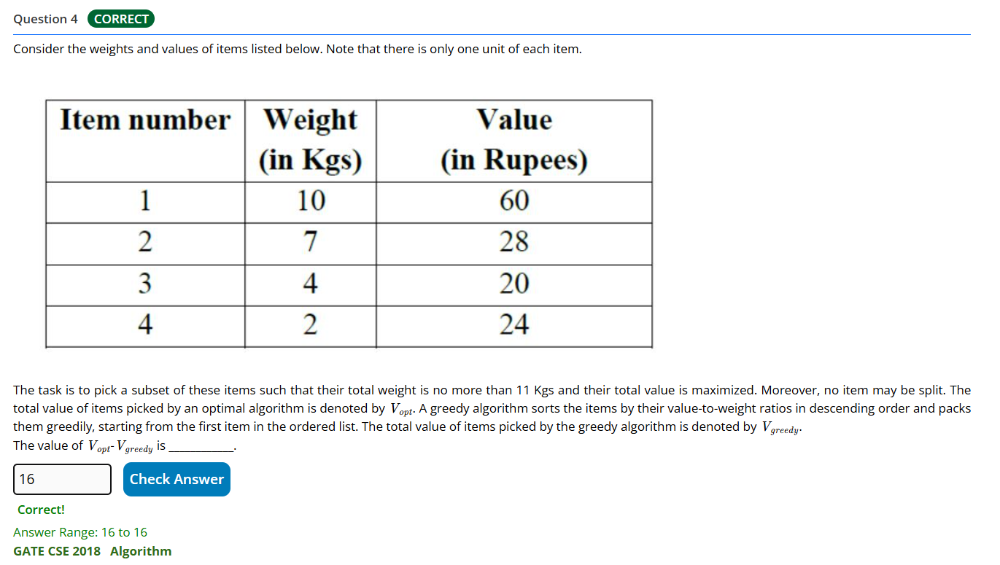 Question 4 CORRECT
Consider the weights and values of items listed below. Note that there is only one unit of each item.
Item number Weight (in Kgs) Value (in Rupees)
1 10 60
2 7 28
3 4 20
4 2 24
The task is to pick a subset of these items such that their total weight is no more than 11 Kgs and their total value is maximized. Moreover, no item may be split. The
total value of items picked by an optimal algorithm is denoted by Vopt. A greedy algorithm sorts the items by their value-to-weight ratios in descending order and packs
them greedily, starting from the first item in the ordered list. The total value of items picked by the greedy algorithm is denoted by Vgreedy.
The value of Vopt-Vgreedy is ___________.
16 Check Answer
Correct!
Answer Range: 16 to 16
GATE CSE 2018 Algorithm